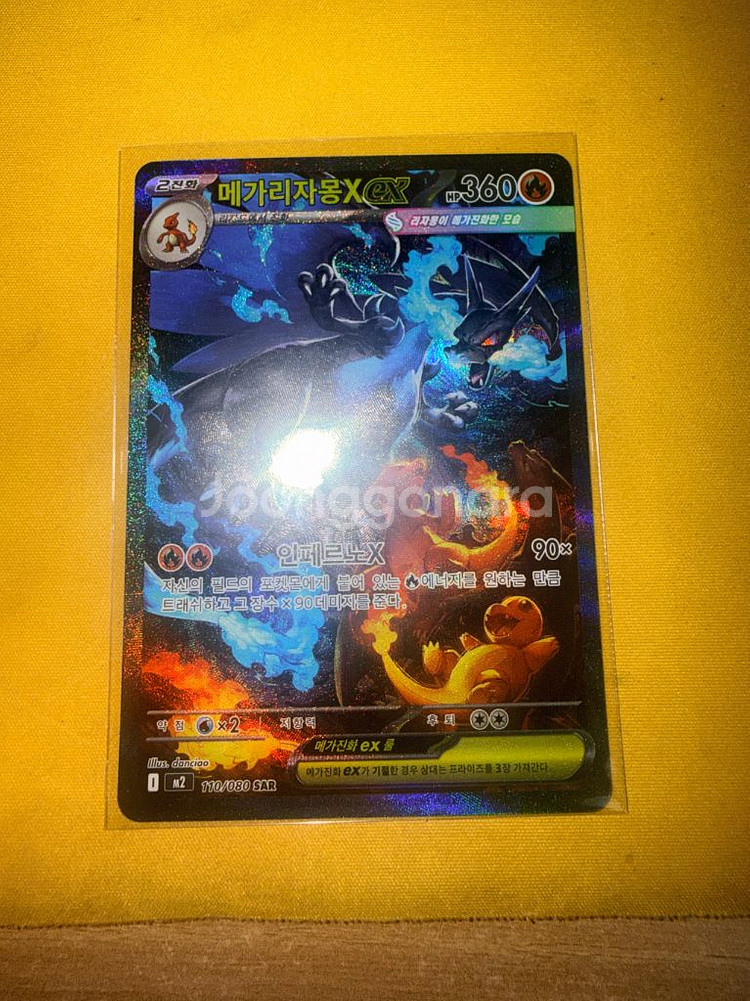 2진화
메가리자몽X ex
HP 360
리자몽이 메가진화한 모습
Joonggonara
인페르노X 90×
자신의 필드의 포켓몬에게 붙어 있는 에너지를 원하는 만큼
트래쉬하고 그 장수 × 90데미지를 준다.
약점 ×2 저항력 후퇴
메가진화 ex 룰
메가진화 ex가 기절한 경우 상대는 프라이즈를 3장 가져간다.
Illus. danciao
I M2 110/080 SAR